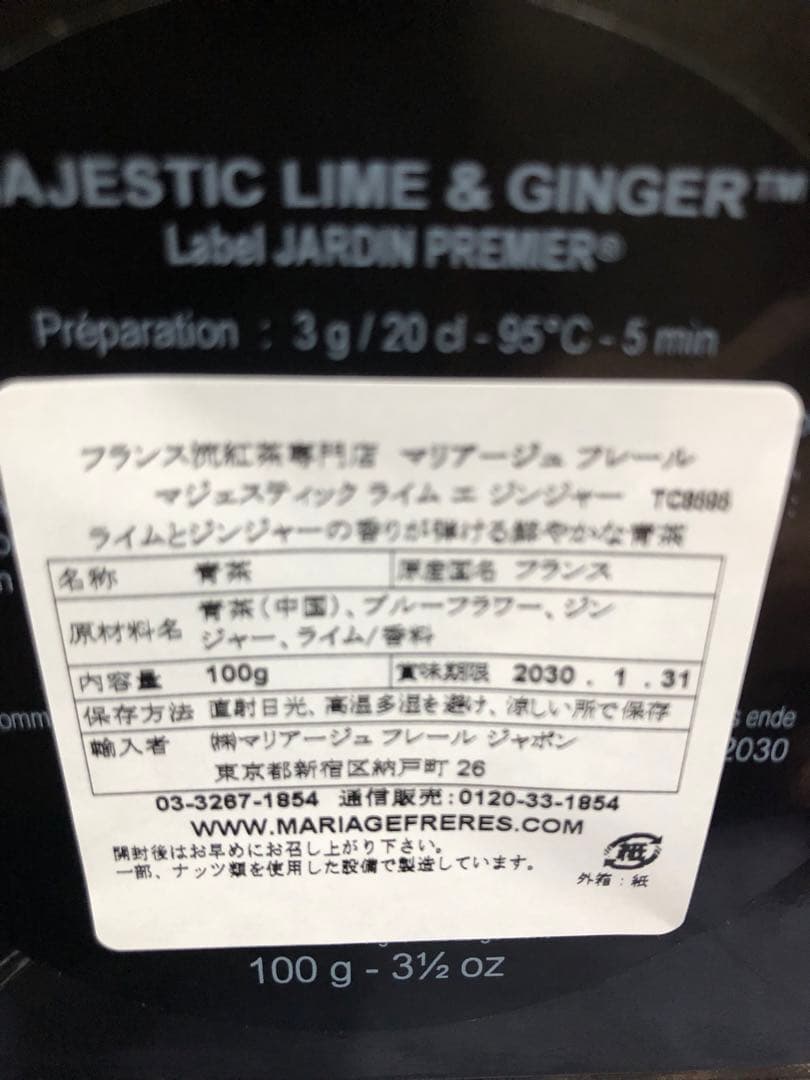 AJESTIC LIME & GINGER™
Label JARDIN PREMIER®
Préparation : 3 g / 20 cl - 95°C - 5 min
フランス流紅茶専門店 マリアージュ フレール
マジェスティック ライム エ ジンジャー
ライムとジンジャーの香りが弾ける鮮やかな青茶
名称 青茶 原産国名 フランス
原材料名 青茶(中国)、ブルーフラワー、ジン
ジャー、ライム/香料
内容量 100g 賞味期限 2030 . 1 . 31
保存方法 直射日光、高温多湿を避け、涼しい所で保存
輸入者 ㈱マリアージュ フレール ジャポン
東京都新宿区納戸町 26
03-3267-1854 通信販売:0120-33-1854
WWW.MARIAGEFRERES.COM
開封後はお早めにお召し上がり下さい。
一部、ナッツ類を使用した設備で製造しています。
紙
外箱:紙
omm
ende
2030
100 g - 3½ oz